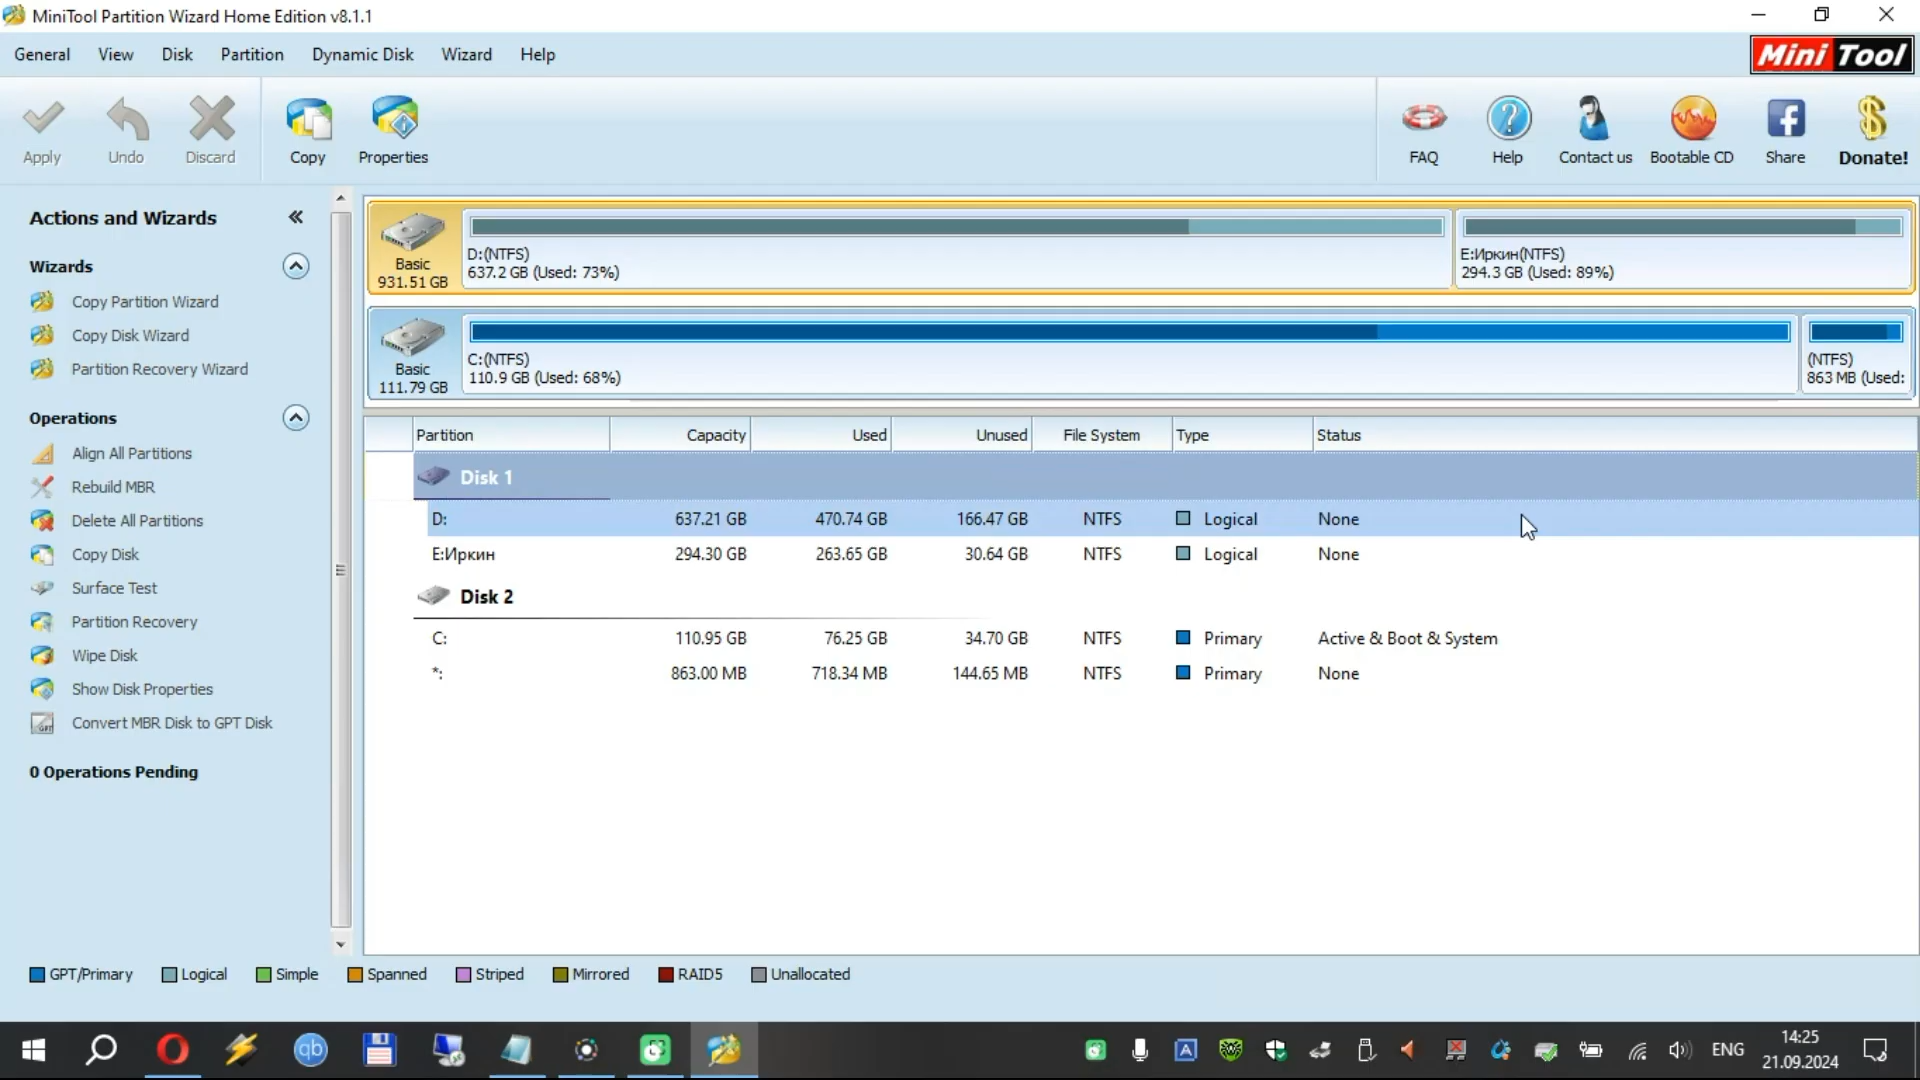 MiniTool Partition Wizard Home Edition v8.1.1
General View Disk Partition Dynamic Disk Wizard Help
Mini Tool
Apply Undo Discard Copy Properties FAQ Help Contact us Bootable CD Share Donate!
Actions and Wizards
Wizards
Copy Partition Wizard
Copy Disk Wizard
Partition Recovery Wizard
Operations
Align All Partitions
Rebuild MBR
Delete All Partitions
Copy Disk
Surface Test
Partition Recovery
Wipe Disk
Show Disk Properties
Convert MBR Disk to GPT Disk
0 Operations Pending
Basic
931.51 GB
D:(NTFS)
637.2 GB (Used: 73%)
E:Иркин(NTFS)
294.3 GB (Used: 89%)
Basic
111.79 GB
C:(NTFS)
110.9 GB (Used: 68%)
(NTFS)
863 MB (Used:
Partition Capacity Used Unused File System Type Status
Disk 1
D: 637.21 GB 470.74 GB 166.47 GB NTFS Logical None
E:Иркин 294.30 GB 263.65 GB 30.64 GB NTFS Logical None
Disk 2
C: 110.95 GB 76.25 GB 34.70 GB NTFS Primary Active & Boot & System
*: 863.00 MB 718.34 MB 144.65 MB NTFS Primary None
GPT/Primary Logical Simple Spanned Striped Mirrored RAID5 Unallocated
qb
A
ENG
14:25
21.09.2024